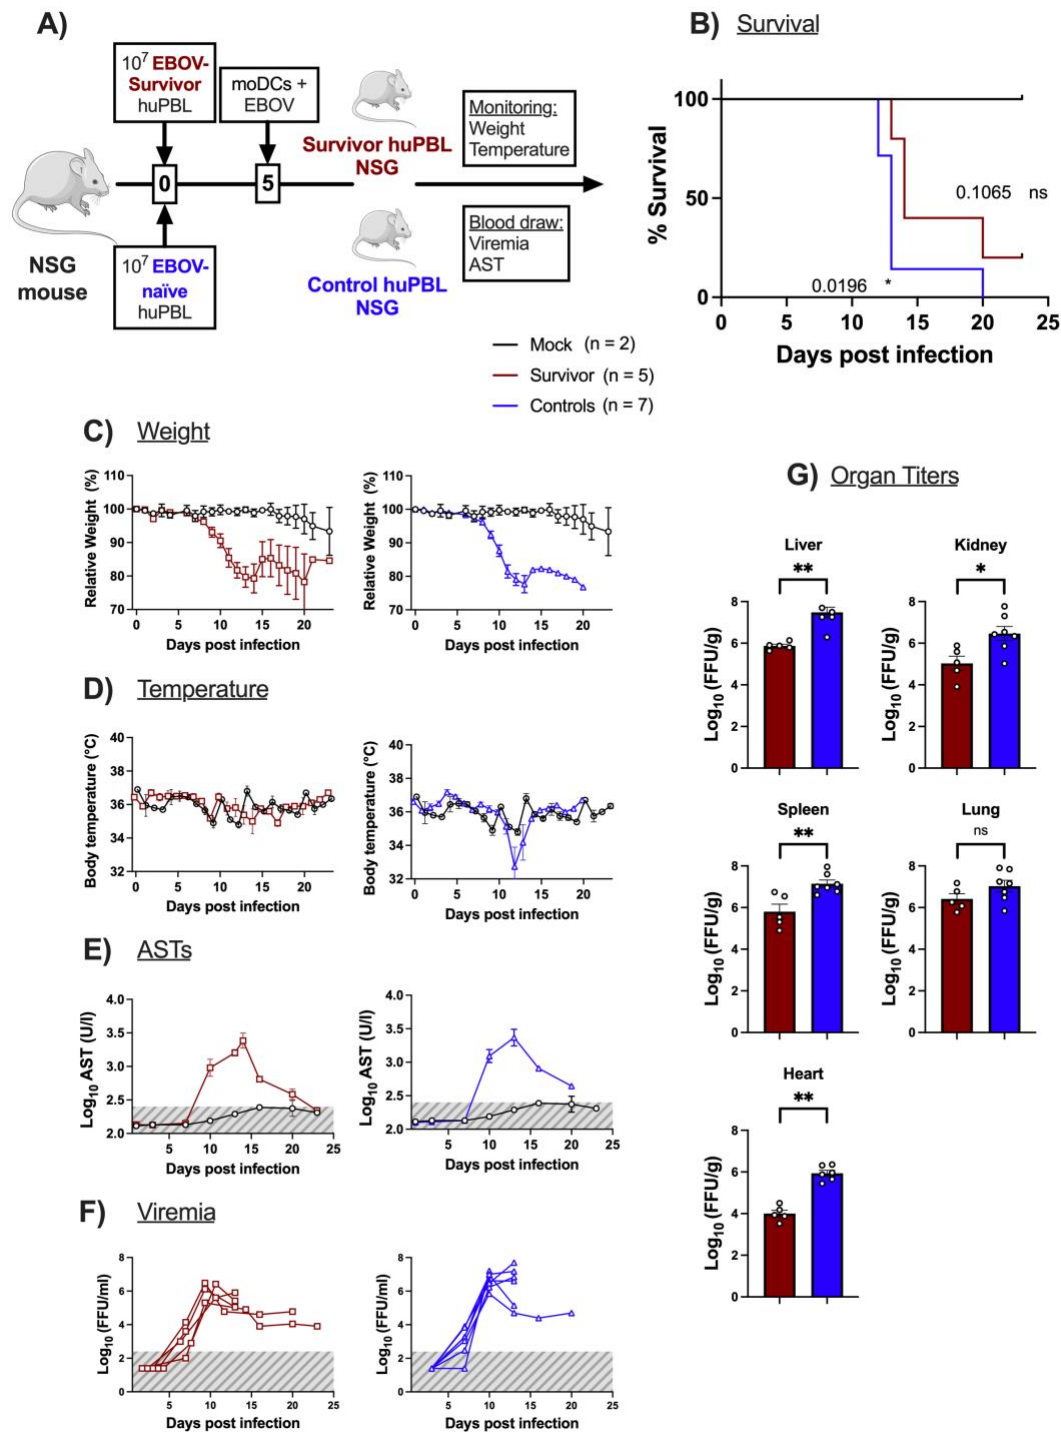 A)
10⁷ EBOV-
Survivor
huPBL
moDCs +
EBOV
0
5
NSG
mouse
10⁷ EBOV-
naïve
huPBL
Survivor huPBL
NSG
Control huPBL
NSG
Monitoring:
Weight
Temperature
Blood draw:
Viremia
AST
B) Survival
% Survival
100
50
0
0.1065 ns
0.0196 *
0 5 10 15 20 25
Days post infection
Mock (n = 2)
Survivor (n = 5)
Controls (n = 7)
C) Weight
Relative Weight (%)
110
100
90
80
70
0 5 10 15 20
Days post infection
Relative Weight (%)
110
100
90
80
70
0 5 10 15 20
Days post infection
D) Temperature
Body temperature (°C)
40
38
36
34
32
0 5 10 15 20
Days post infection
Body temperature (°C)
40
38
36
34
32
0 5 10 15 20
Days post infection
E) ASTs
Log₁₀ AST (U/l)
4.0
3.5
3.0
2.5
2.0
5 10 15 20 25
Days post infection
Log₁₀ AST (U/l)
4.0
3.5
3.0
2.5
2.0
5 10 15 20 25
Days post infection
F) Viremia
Log₁₀ (FFU/ml)
8
6
4
2
0
5 10 15 20 25
Days post infection
Log₁₀ (FFU/ml)
8
6
4
2
0
5 10 15 20 25
Days post infection
G) Organ Titers
Liver
**
Log₁₀ (FFU/g)
8
6
4
2
0
Kidney
*
Log₁₀ (FFU/g)
8
6
4
2
0
Spleen
**
Log₁₀ (FFU/g)
8
6
4
2
0
Lung
ns
Log₁₀ (FFU/g)
8
6
4
2
0
Heart
**
Log₁₀ (FFU/g)
8
6
4
2
0